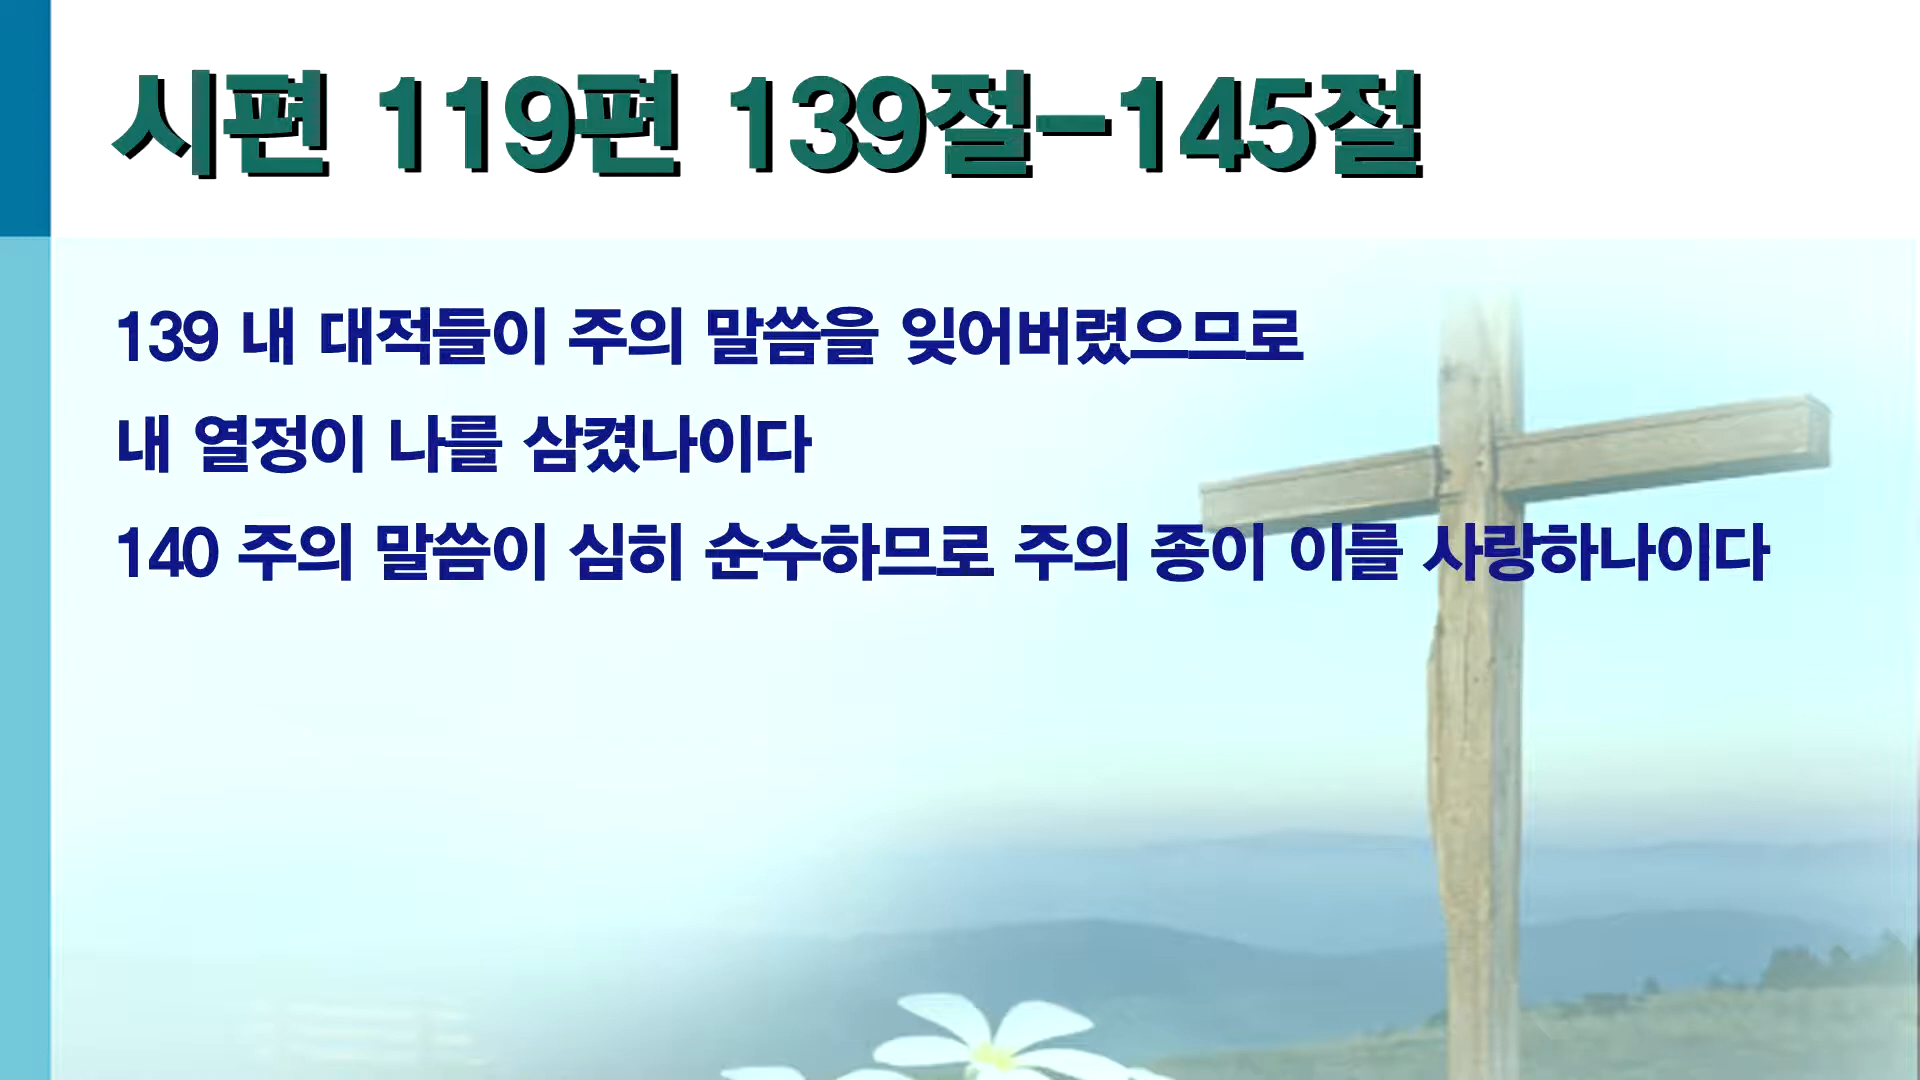 시편 119편 139절-145절
139 내 대적들이 주의 말씀을 잊어버렸으므로
내 열정이 나를 삼켰나이다
140 주의 말씀이 심히 순수하므로 주의 종이 이를 사랑하나이다